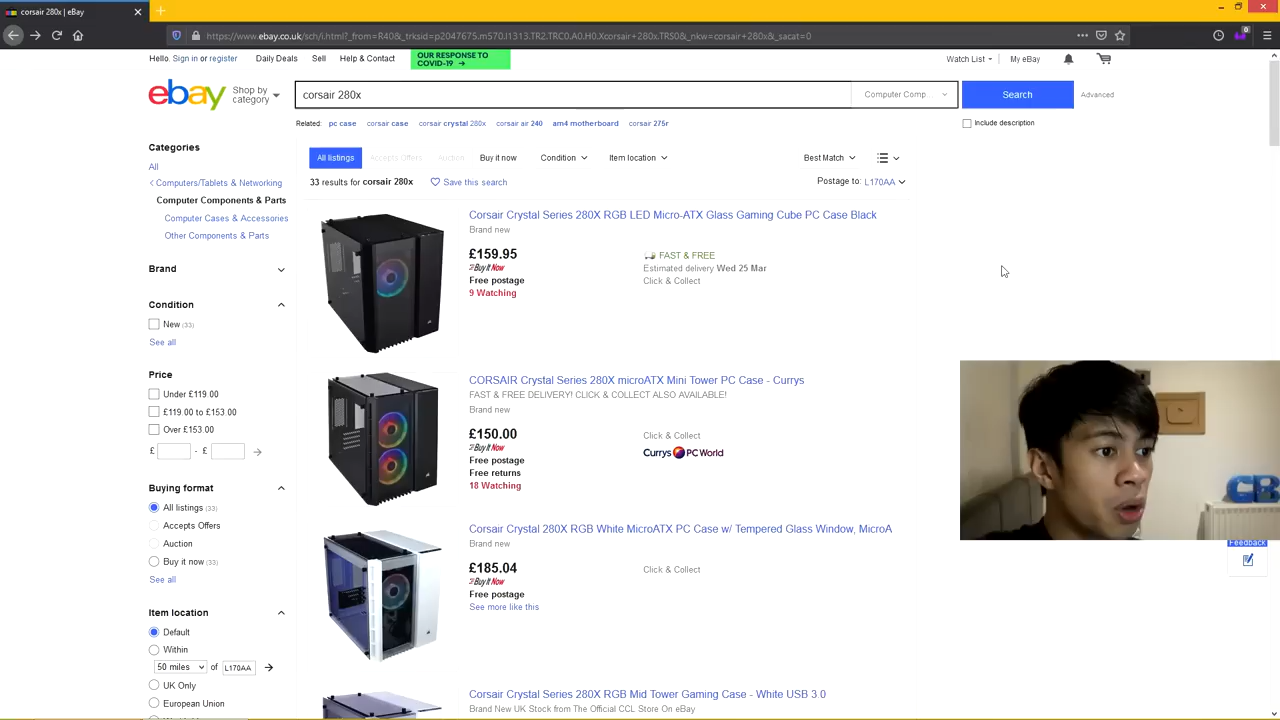 corsair 280x | eBay
https://www.ebay.co.uk/sch/i.html?_from=R40&_trksid=p2047675.m570.l1313.TR2.TRC0.A0.H0.Xcorsair+280x.TRS0&_nkw=corsair+280x&_sacat=0
Hello. Sign in or register
Daily Deals
Sell
Help & Contact
OUR RESPONSE TO
COVID-19 →
Watch List
My eBay
ebay
Shop by
category
corsair 280x
Computer Comp...
Search
Advanced
Related:
pc case
corsair case
corsair crystal 280x
corsair air 240
am4 motherboard
corsair 275r
Include description
Categories
All
Computers/Tablets & Networking
Computer Components & Parts
Computer Cases & Accessories
Other Components & Parts
Brand
Condition
New (33)
See all
Price
Under £119.00
£119.00 to £153.00
Over £153.00
£ - £
Buying format
All listings (33)
Accepts Offers
Auction
Buy it now (33)
See all
Item location
Default
Within
50 miles of L170AA
UK Only
European Union
All listings
Accepts Offers
Auction
Buy it now
Condition
Item location
Best Match
33 results for corsair 280x
Save this search
Postage to: L170AA
Corsair Crystal Series 280X RGB LED Micro-ATX Glass Gaming Cube PC Case Black
Brand new
£159.95
Buy It Now
Free postage
9 Watching
FAST & FREE
Estimated delivery Wed 25 Mar
Click & Collect
CORSAIR Crystal Series 280X microATX Mini Tower PC Case - Currys
FAST & FREE DELIVERY! CLICK & COLLECT ALSO AVAILABLE!
Brand new
£150.00
Buy It Now
Free postage
Free returns
18 Watching
Click & Collect
Currys PC World
Corsair Crystal 280X RGB White MicroATX PC Case w/ Tempered Glass Window, MicroA
Brand new
£185.04
Buy It Now
Free postage
See more like this
Click & Collect
Corsair Crystal Series 280X RGB Mid Tower Gaming Case - White USB 3.0
Brand New UK Stock from The Official CCL Store On eBay
Feedback